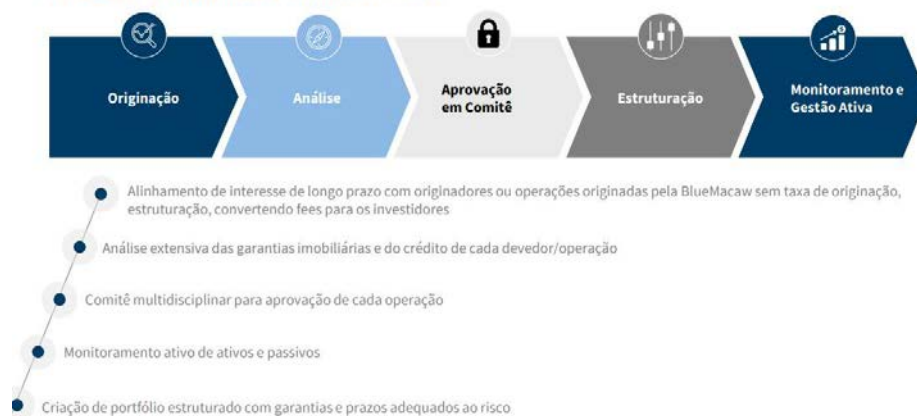 Originação
Análise
Aprovação
em Comitê
Estruturação
Monitoramento e
Gestão Ativa
Alinhamento de interesse de longo prazo com originadores ou operações originadas pela BlueMacaw sem taxa de originação,
estruturação, convertendo fees para os investidores
Análise extensiva das garantias imobiliárias e do crédito de cada devedor/operação
Comitê multidisciplinar para aprovação de cada operação
Monitoramento ativo de ativos e passivos
Criação de portfólio estruturado com garantias e prazos adequados ao risco